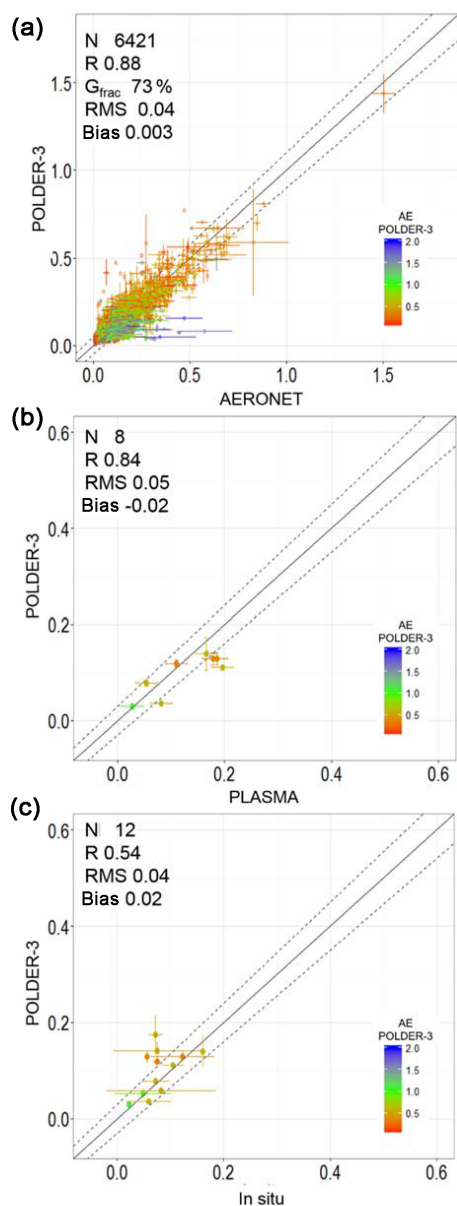 (a)
N 6421
R 0.88
Gfrac 73 %
RMS 0.04
Bias 0.003
POLDER-3
1.5
1.0
0.5
0.0
AE
POLDER-3
2.0
1.5
1.0
0.5
0.0 0.5 1.0 1.5
AERONET
(b)
N 8
R 0.84
RMS 0.05
Bias -0.02
POLDER-3
0.6
0.4
0.2
0.0
AE
POLDER-3
2.0
1.5
1.0
0.5
0.0 0.2 0.4 0.6
PLASMA
(c)
N 12
R 0.54
RMS 0.04
Bias 0.02
POLDER-3
0.6
0.4
0.2
0.0
AE
POLDER-3
2.0
1.5
1.0
0.5
0.0 0.2 0.4 0.6
In situ